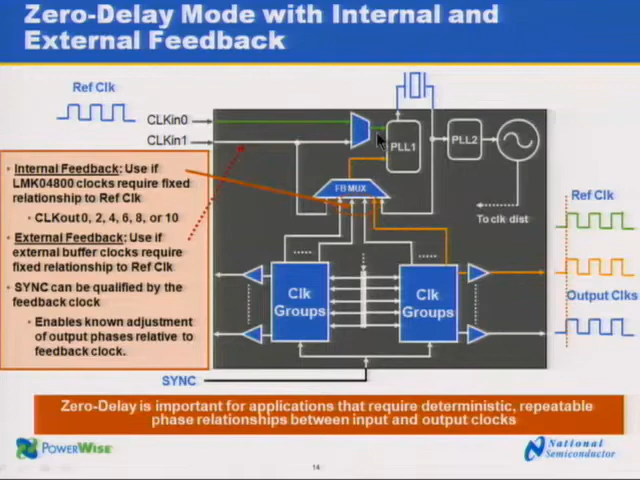 Zero-Delay Mode with Internal and
External Feedback
Ref Clk
CLKin0
CLKin1
PLL1
PLL2
FB MUX
To clk dist
Internal Feedback: Use if
LMK04800 clocks require fixed
relationship to Ref Clk
• CLKout 0, 2, 4, 6, 8, or 10
• External Feedback: Use if
external buffer clocks require
fixed relationship to Ref Clk
• SYNC can be qualified by the
feedback clock
• Enables known adjustment
of output phases relative to
feedback clock.
Clk
Groups
Clk
Groups
Ref Clk
Output Clks
SYNC
Zero-Delay is important for applications that require deterministic, repeatable
phase relationships between input and output clocks
POWERWISE
National
Semiconductor
14